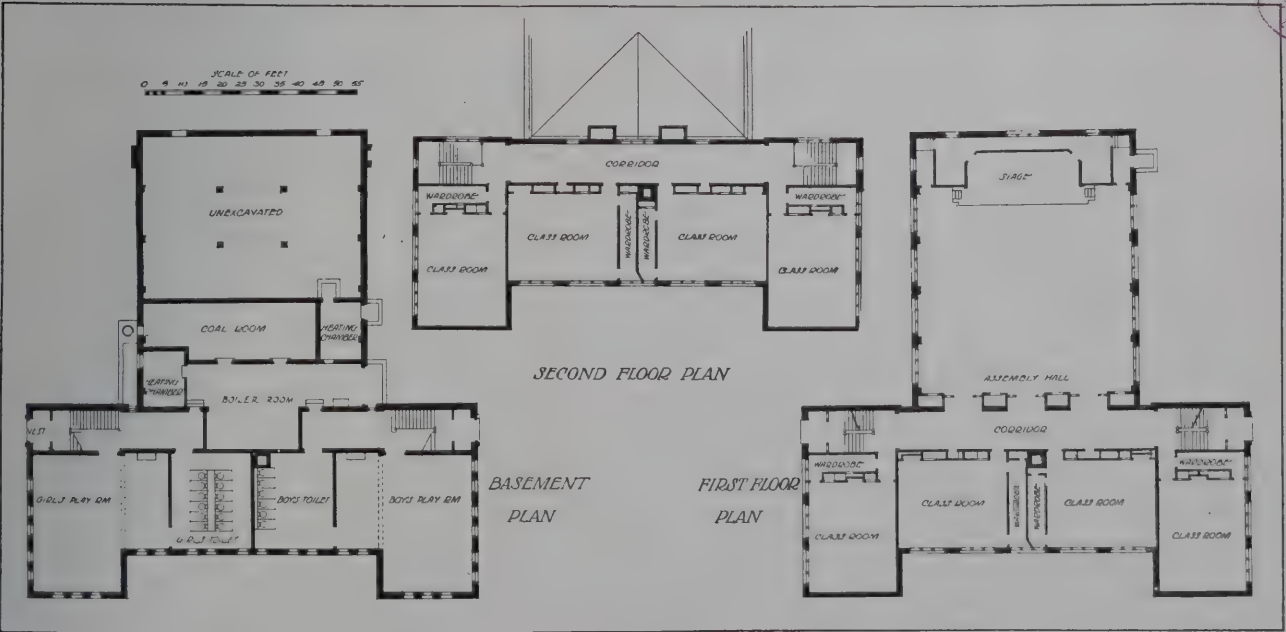 SCALE OF FEET
0 5 10 15 20 25 30 35 40 45 50 55
UNEXCAVATED
COAL ROOM
HEATING CHAMBER
HEATING CHAMBER
BOILER ROOM
GIRLS PLAY RM
GIRLS TOILET
BOYS TOILET
BOYS PLAY RM
BASEMENT
PLAN
CORRIDOR
WARDROBE
WARDROBE
CLASS ROOM
WARDROBE
WARDROBE
CLASS ROOM
CLASS ROOM
CLASS ROOM
SECOND FLOOR PLAN
STAGE
ASSEMBLY HALL
CORRIDOR
WARDROBE
WARDROBE
CLASS ROOM
WARDROBE
WARDROBE
CLASS ROOM
CLASS ROOM
CLASS ROOM
FIRST FLOOR
PLAN